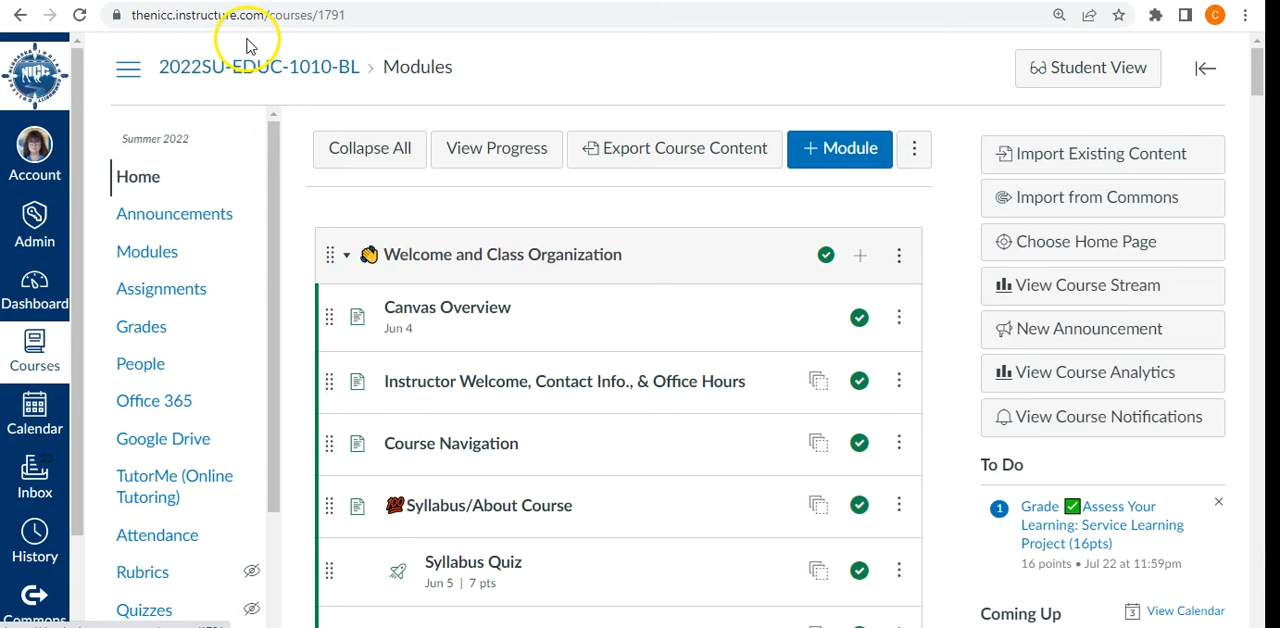 thenicc.instructure.com/courses/1791
C
NICC
2022SU-EDUC-1010-BL > Modules
Student View
Account
Admin
Dashboard
Courses
Calendar
Inbox
History
Commons
Summer 2022
Home
Announcements
Modules
Assignments
Grades
People
Office 365
Google Drive
TutorMe (Online
Tutoring)
Attendance
Rubrics
Quizzes
Collapse All
View Progress
Export Course Content
+ Module
👋 Welcome and Class Organization
Canvas Overview
Jun 4
Instructor Welcome, Contact Info., & Office Hours
Course Navigation
💯Syllabus/About Course
Syllabus Quiz
Jun 5 | 7 pts
Import Existing Content
Import from Commons
Choose Home Page
View Course Stream
New Announcement
View Course Analytics
View Course Notifications
To Do
1
Grade ✅Assess Your
Learning: Service Learning
Project (16pts)
16 points • Jul 22 at 11:59pm
Coming Up
3
View Calendar